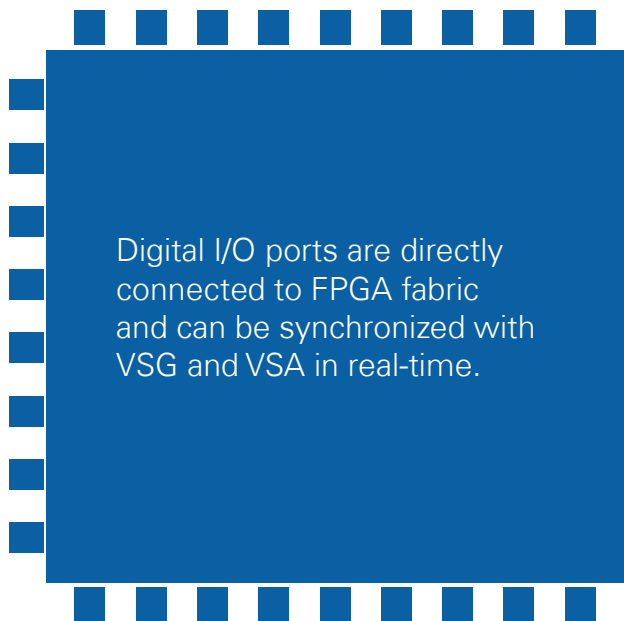 Digital I/O ports are directly
connected to FPGA fabric
and can be synchronized with
VSG and VSA in real-time.